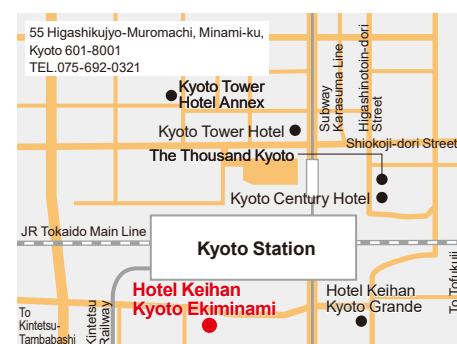 55 Higashikujyo-Muromachi, Minami-ku,
Kyoto 601-8001
TEL.075-692-0321
Kyoto Tower
Hotel Annex
Subway
Karasuma Line
Higashinotoin-dori
Street
Kyoto Tower Hotel
Shiokoji-dori Street
The Thousand Kyoto
Kyoto Century Hotel
JR Tokaido Main Line
Kyoto Station
Hotel Keihan
Kyoto Ekiminami
Hotel Keihan
Kyoto Grande
To
Kintetsu-
Tambabashi
Kintetsu
Railway
To Tofukuji